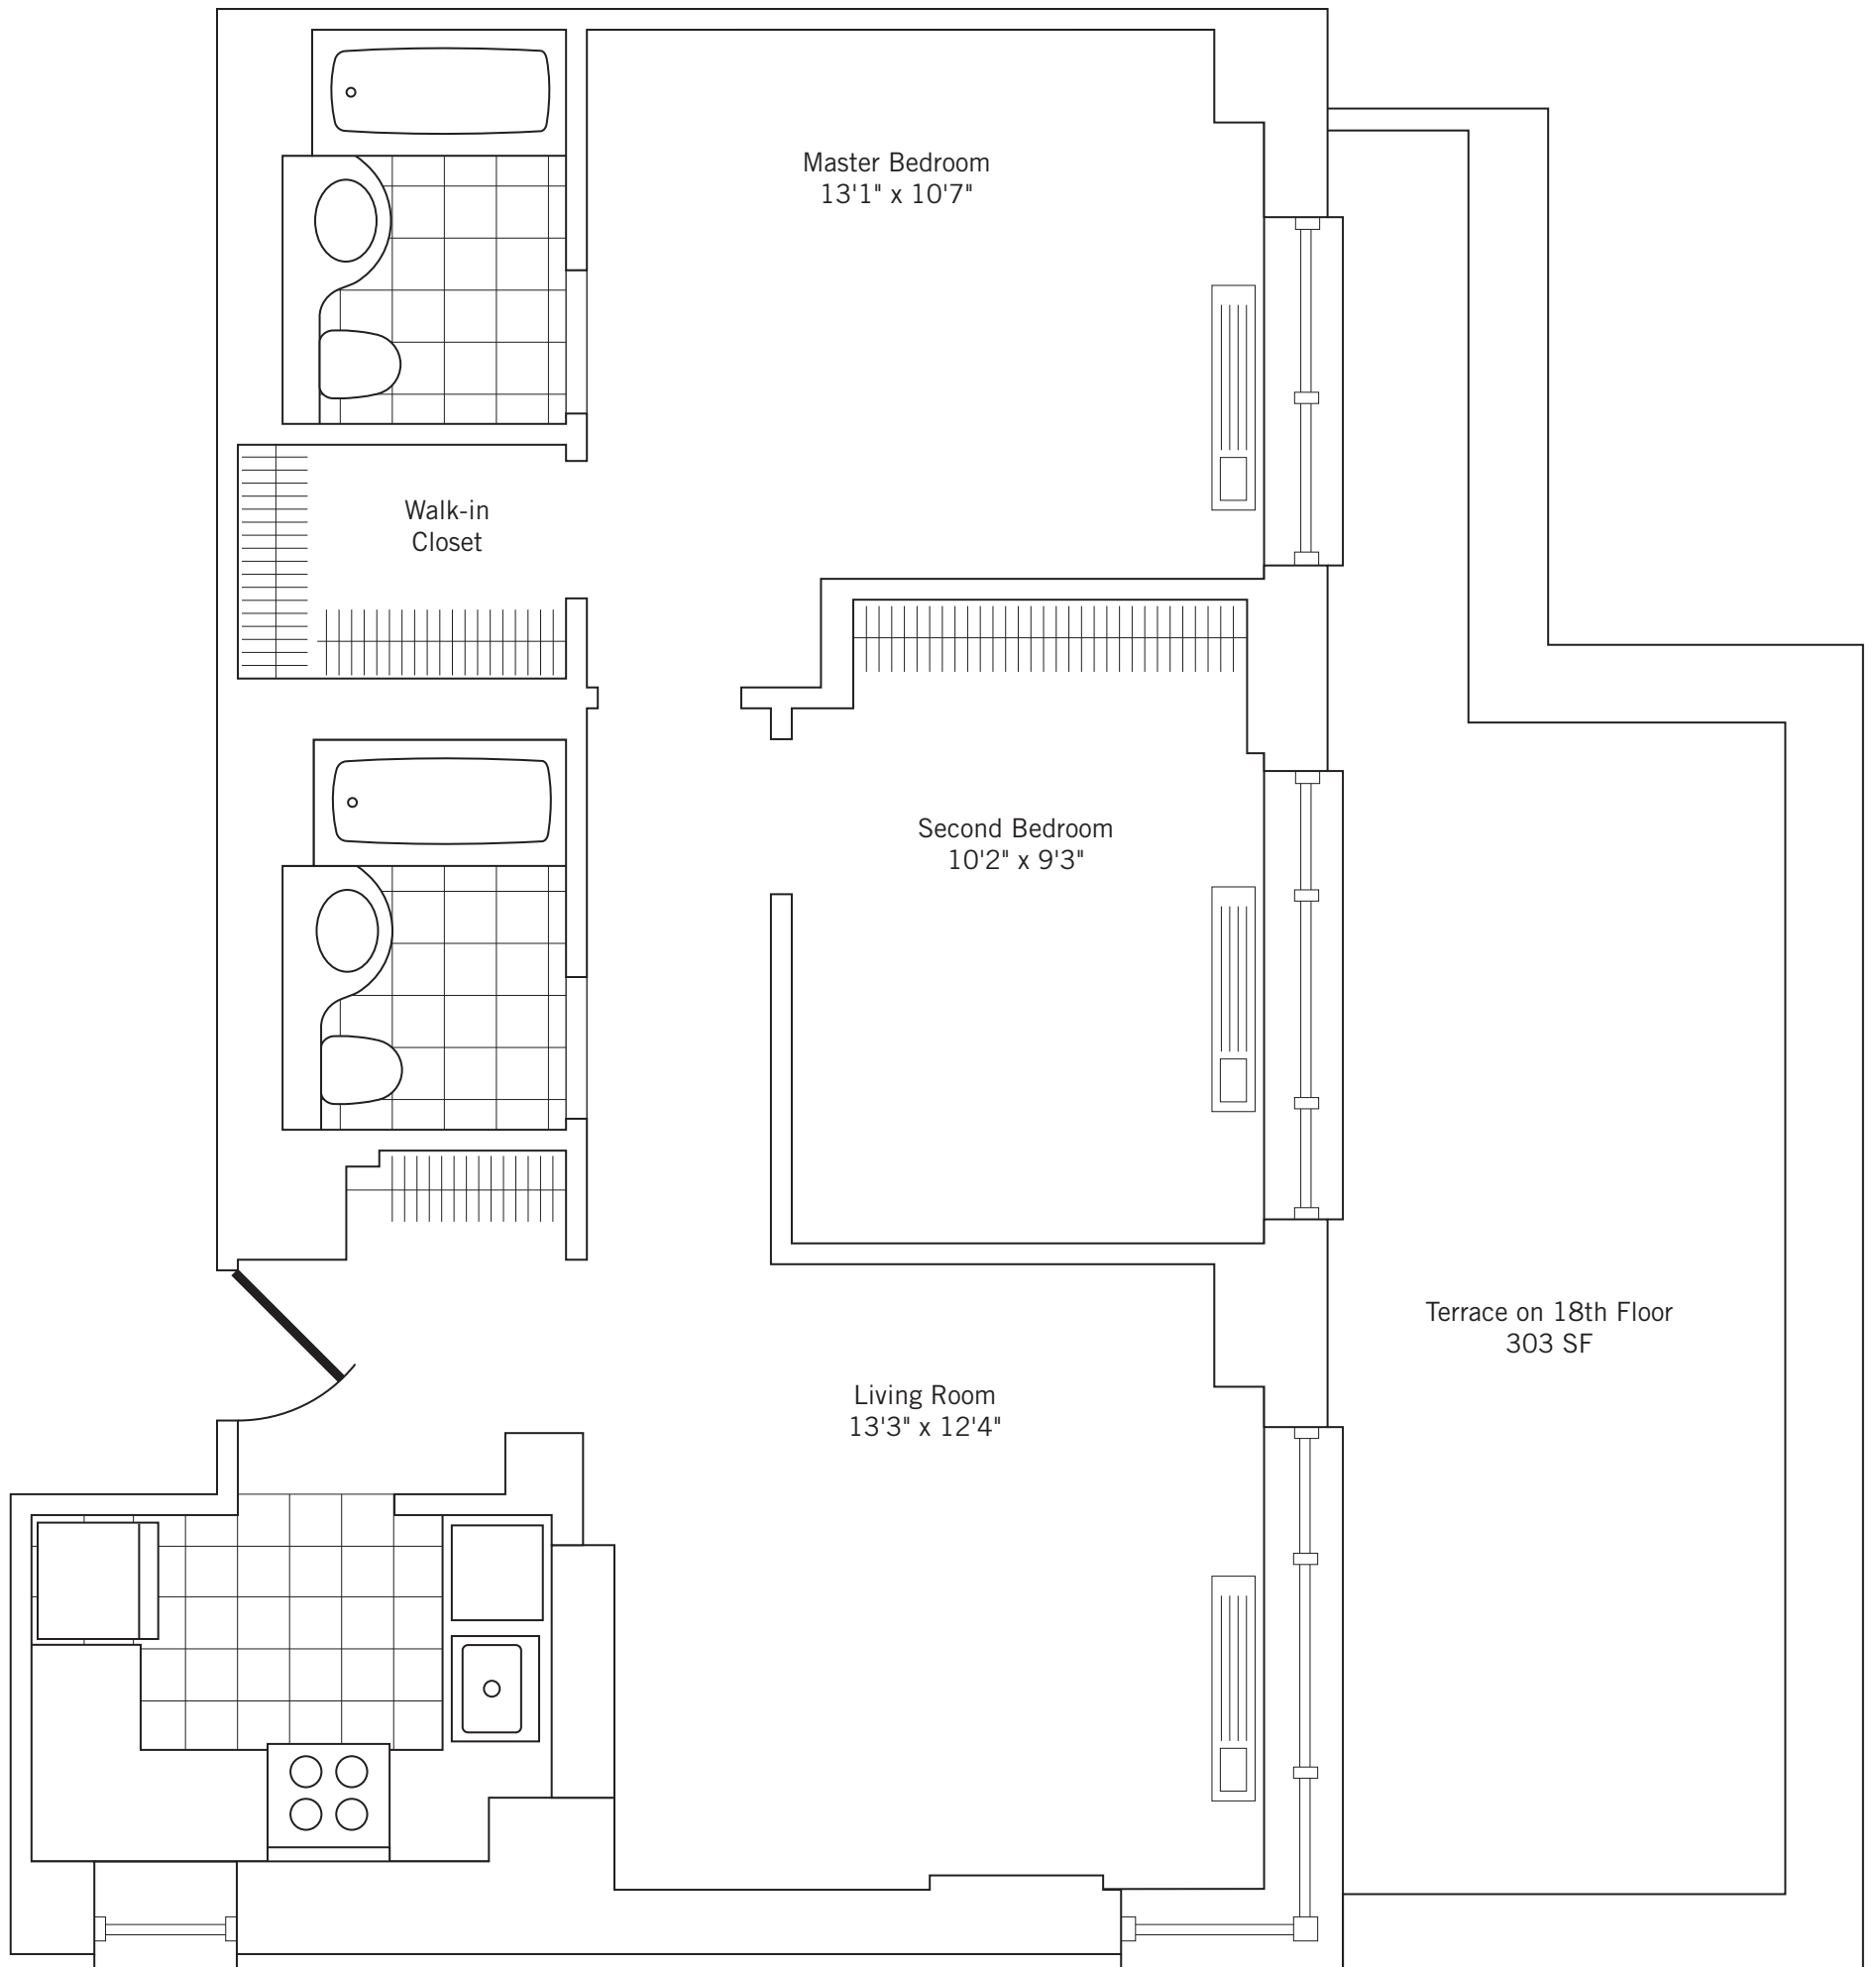 Master Bedroom
13'1" x 10'7"
Walk-in
Closet
Second Bedroom
10'2" x 9'3"
Terrace on 18th Floor
303 SF
Living Room
13'3" x 12'4"